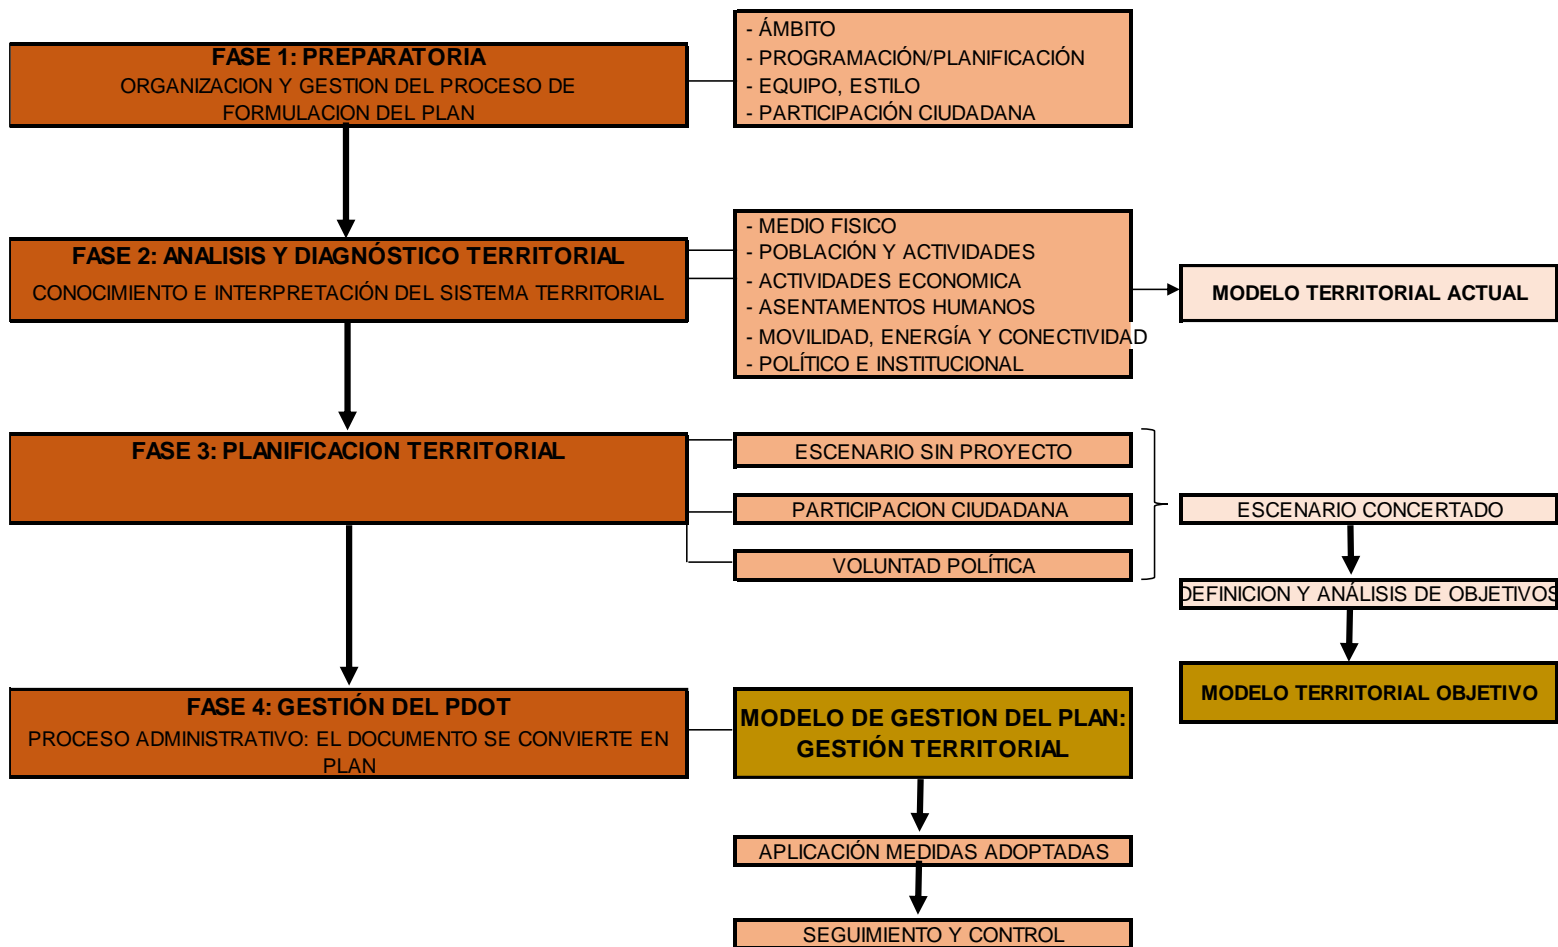 FASE 1: PREPARATORIA
ORGANIZACION Y GESTION DEL PROCESO DE
FORMULACION DEL PLAN
- ÁMBITO
- PROGRAMACIÓN/PLANIFICACIÓN
- EQUIPO, ESTILO
- PARTICIPACIÓN CIUDADANA
FASE 2: ANALISIS Y DIAGNÓSTICO TERRITORIAL
CONOCIMIENTO E INTERPRETACIÓN DEL SISTEMA TERRITORIAL
- MEDIO FISICO
- POBLACIÓN Y ACTIVIDADES
- ACTIVIDADES ECONOMICA
- ASENTAMENTOS HUMANOS
- MOVILIDAD, ENERGÍA Y CONECTIVIDAD
- POLÍTICO E INSTITUCIONAL
MODELO TERRITORIAL ACTUAL
FASE 3: PLANIFICACION TERRITORIAL
ESCENARIO SIN PROYECTO
PARTICIPACION CIUDADANA
VOLUNTAD POLÍTICA
ESCENARIO CONCERTADO
DEFINICION Y ANÁLISIS DE OBJETIVOS
MODELO TERRITORIAL OBJETIVO
FASE 4: GESTIÓN DEL PDOT
PROCESO ADMINISTRATIVO: EL DOCUMENTO SE CONVIERTE EN
PLAN
MODELO DE GESTION DEL PLAN:
GESTIÓN TERRITORIAL
APLICACIÓN MEDIDAS ADOPTADAS
SEGUIMIENTO Y CONTROL